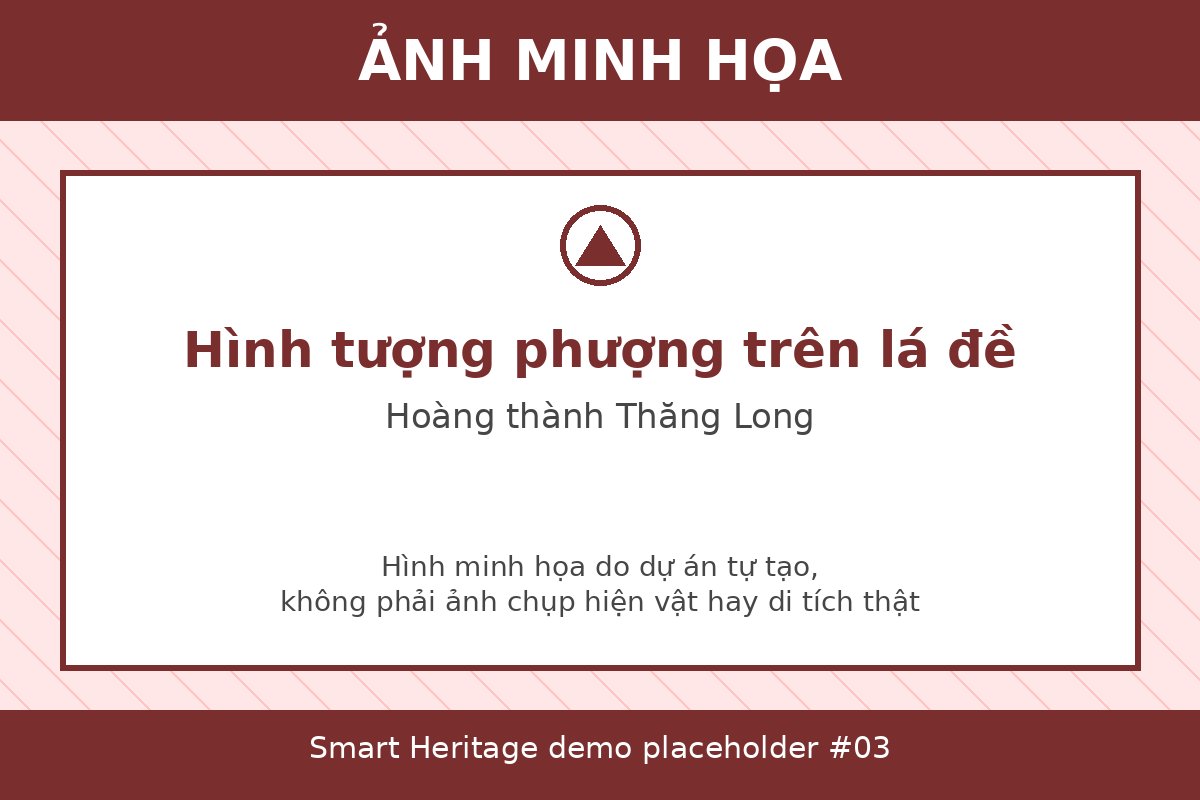 ẢNH MINH HỌA
Hình tượng phượng trên lá đề
Hoàng thành Thăng Long
Hình minh họa do dự án tự tạo,
không phải ảnh chụp hiện vật hay di tích thật
Smart Heritage demo placeholder #03